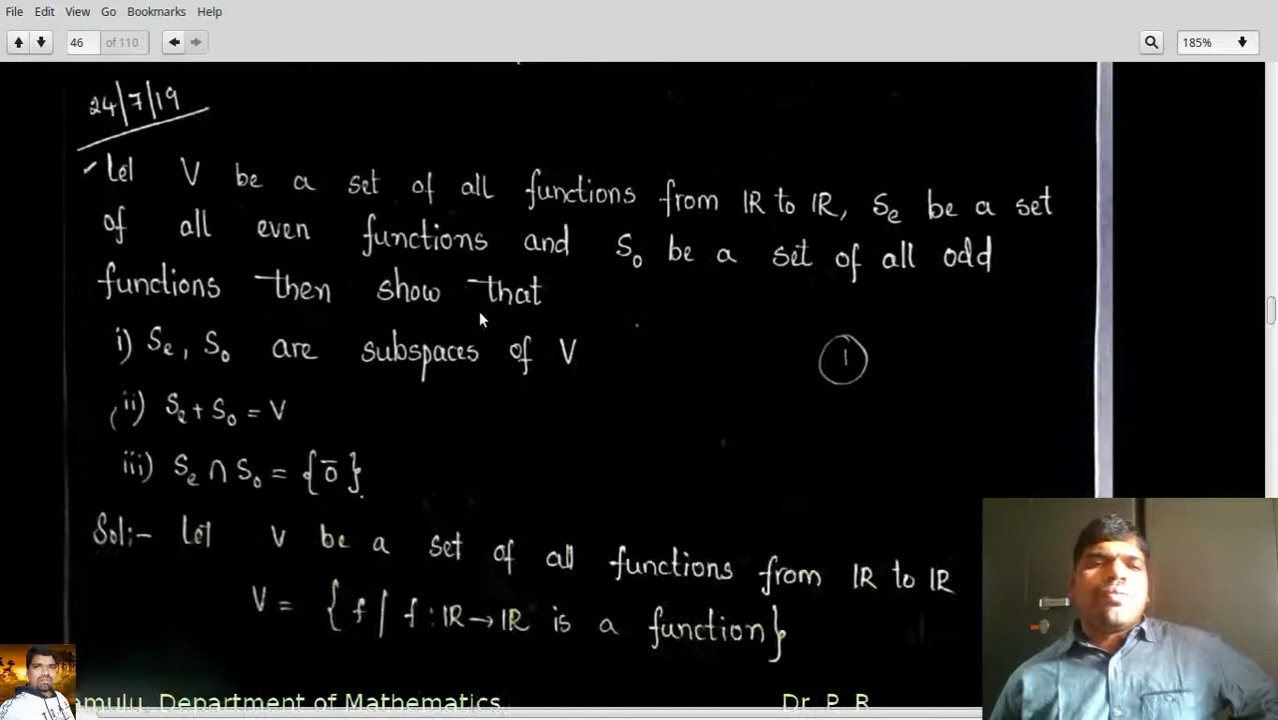 File Edit View Go Bookmarks Help
46 of 110 185%
24/7/19
Let V be a set of all functions from IR to IR, Se be a set
of all even functions and So be a set of all odd
functions then show that
i) Se, So are subspaces of V
1
(ii) Se + So = V
iii) Se ∩ So = {0̄}.
Sol:- Let V be a set of all functions from IR to IR
V = {f / f : IR → IR is a function}
amulu, Department of Mathematics, Dr. P. B